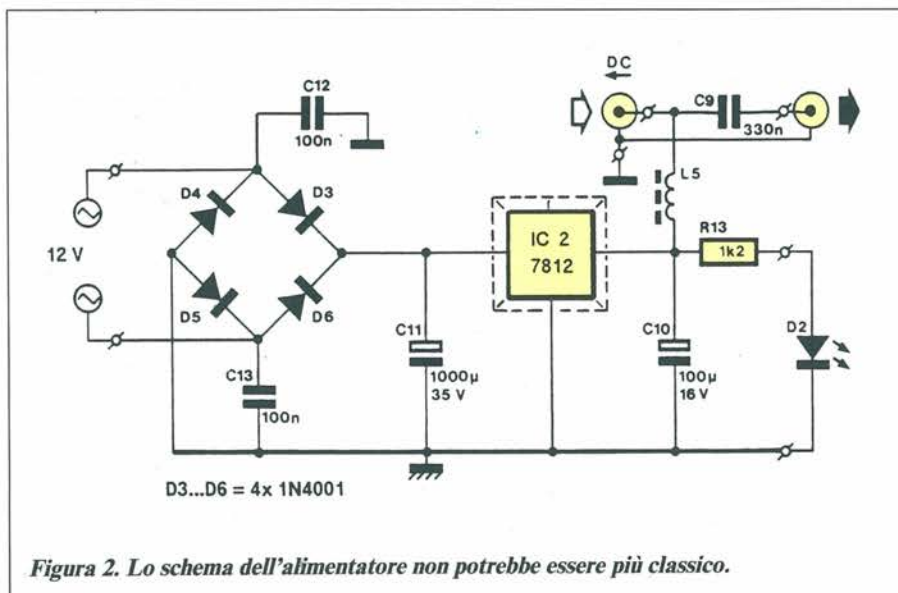 C12
100n
DC
C9
330n
D4
D3
L5
12 V
IC 2
7812
R13
1k2
D5
D6
C11
1000µ
35 V
C10
100µ
16 V
D2
C13
100n
D3...D6 = 4x 1N4001
Figura 2. Lo schema dell'alimentatore non potrebbe essere più classico.